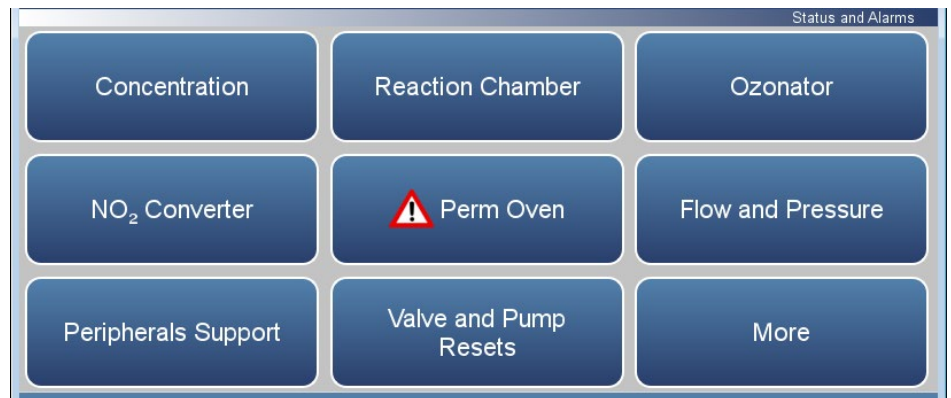 Status and Alarms
Concentration
Reaction Chamber
Ozonator
NO₂ Converter
Perm Oven
Flow and Pressure
Peripherals Support
Valve and Pump
Resets
More